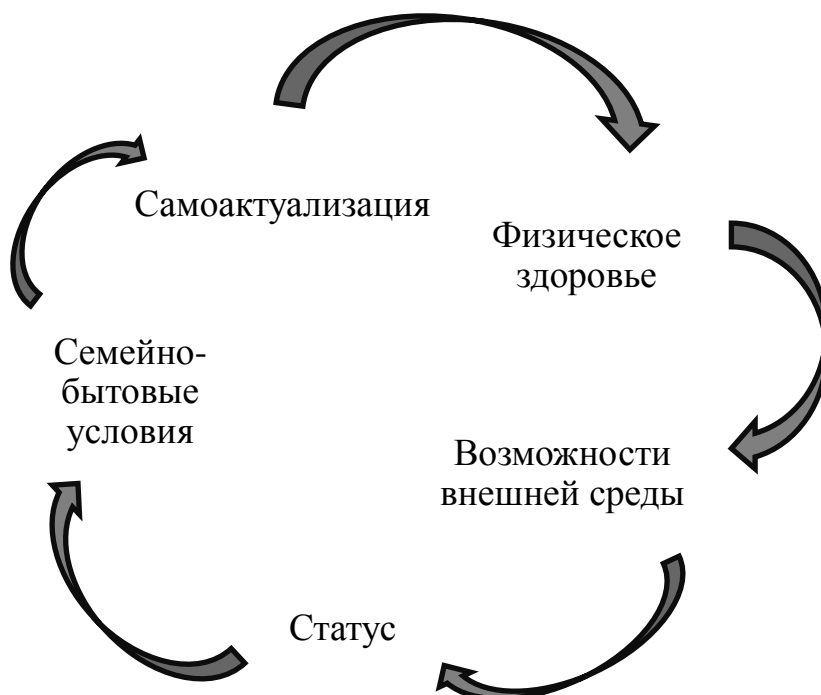 Самоактуализация
Физическое
здоровье
Возможности
внешней среды
Статус
Семейно-
бытовые
условия